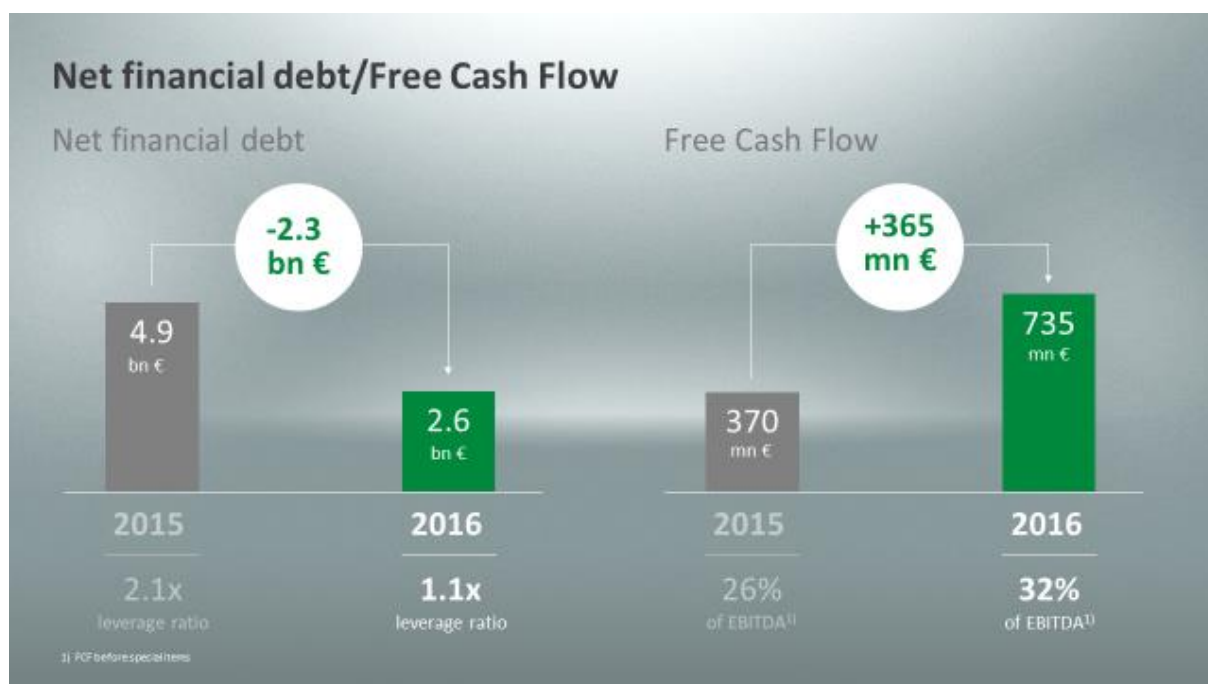 Net financial debt/Free Cash Flow
Net financial debt
-2.3
bn €
4.9
bn €
2.6
bn €
2015
2016
2.1x
leverage ratio
1.1x
leverage ratio
Free Cash Flow
+365
mn €
370
mn €
735
mn €
2015
2016
26%
of EBITDA¹⁾
32%
of EBITDA¹⁾
1) FCF before special items